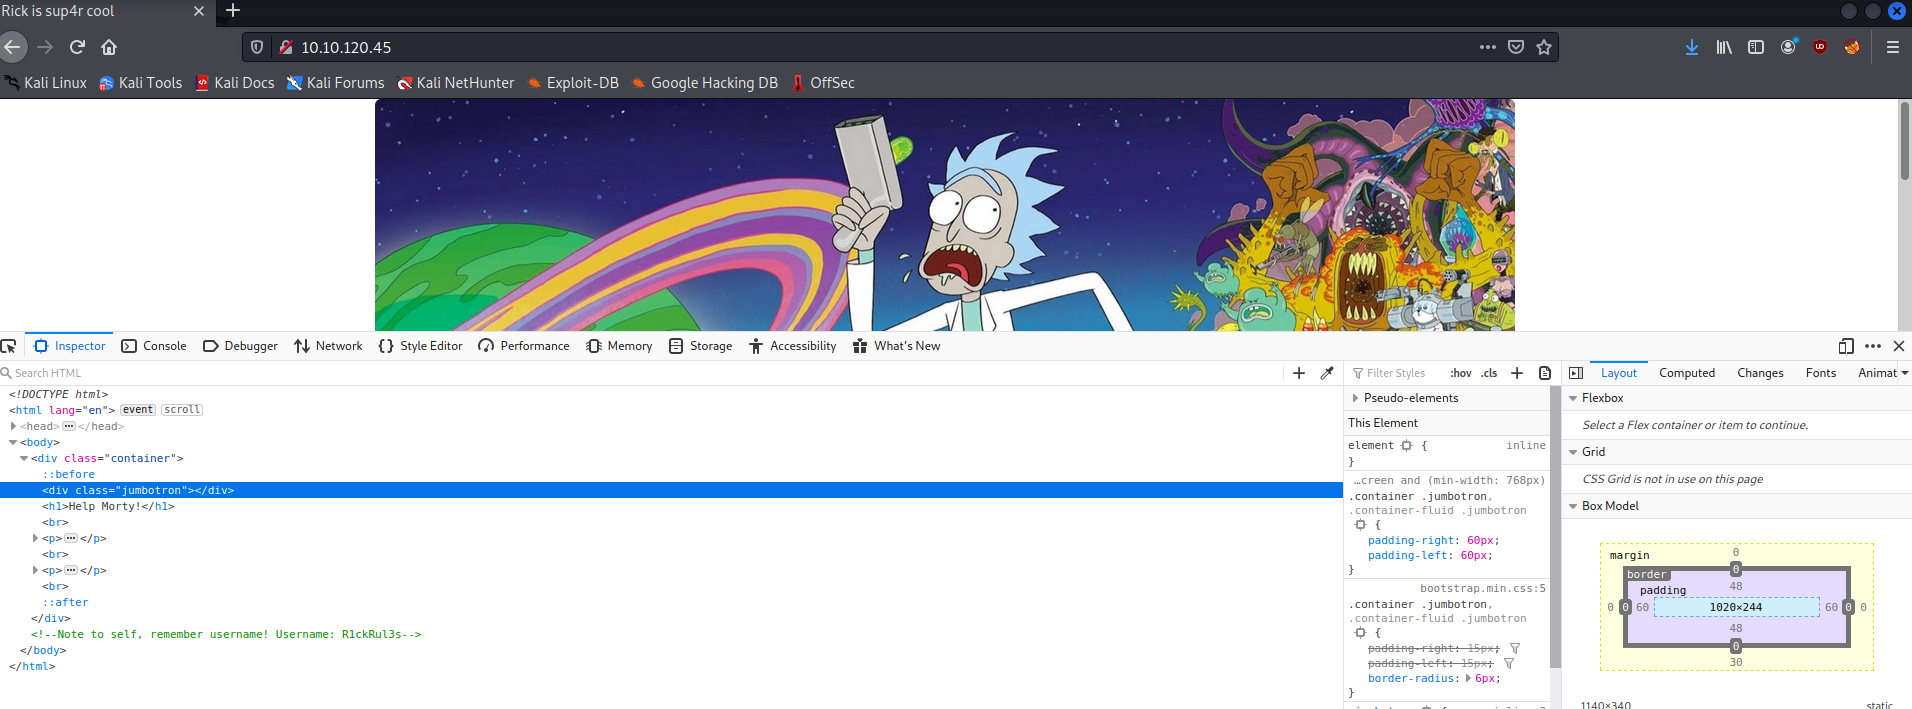 Rick is sup4r cool
10.10.120.45
Kali Linux Kali Tools Kali Docs Kali Forums Kali NetHunter Exploit-DB Google Hacking DB OffSec
Inspector Console Debugger Network Style Editor Performance Memory Storage Accessibility What's New
Search HTML
<!DOCTYPE html>
<html lang="en"> event scroll
<head> ••• </head>
<body>
<div class="container">
::before
<div class="jumbotron"></div>
<h1>Help Morty!</h1>
<br>
<p> ••• </p>
<br>
<p> ••• </p>
<br>
::after
</div>
<!--Note to self, remember username! Username: R1ckRul3s-->
</body>
</html>
Filter Styles :hov .cls
Pseudo-elements
This Element
element { inline
}
…creen and (min-width: 768px)
.container .jumbotron,
.container-fluid .jumbotron
{
padding-right: 60px;
padding-left: 60px;
}
bootstrap.min.css:5
.container .jumbotron,
.container-fluid .jumbotron
{
padding-right: 15px;
padding-left: 15px;
border-radius: 6px;
}
Layout Computed Changes Fonts Animat
Flexbox
Select a Flex container or item to continue.
Grid
CSS Grid is not in use on this page
Box Model
margin 0
border 0
padding 48
0 0 60 1020×244 60 0 0
48
0
30
1140×340 static